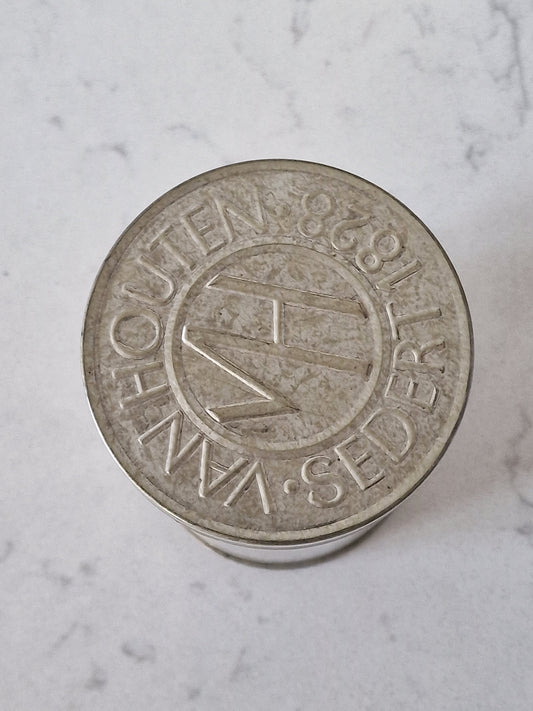 VAN HOUTEN
SEDERT 1828
VH